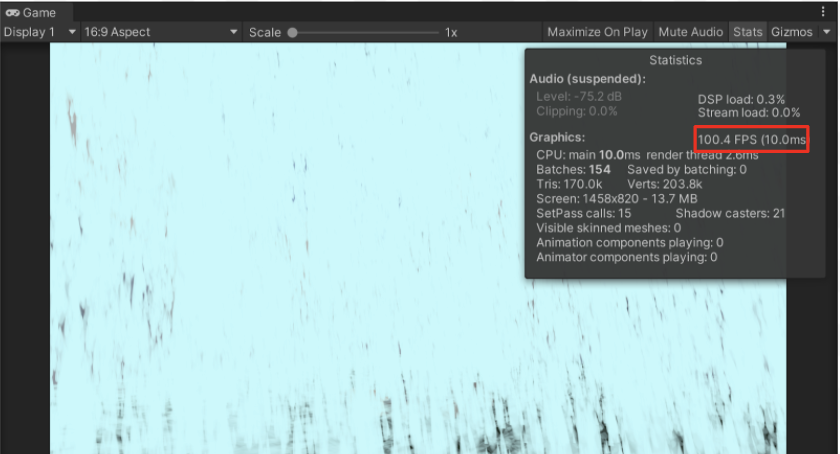 Game
Display 1 16:9 Aspect Scale 1x Maximize On Play Mute Audio Stats Gizmos
Statistics
Audio (suspended):
Level: -75.2 dB DSP load: 0.3%
Clipping: 0.0% Stream load: 0.0%
Graphics: 100.4 FPS (10.0ms
CPU: main 10.0ms render thread 2.6ms
Batches: 154 Saved by batching: 0
Tris: 170.0k Verts: 203.8k
Screen: 1458x820 - 13.7 MB
SetPass calls: 15 Shadow casters: 21
Visible skinned meshes: 0
Animation components playing: 0
Animator components playing: 0